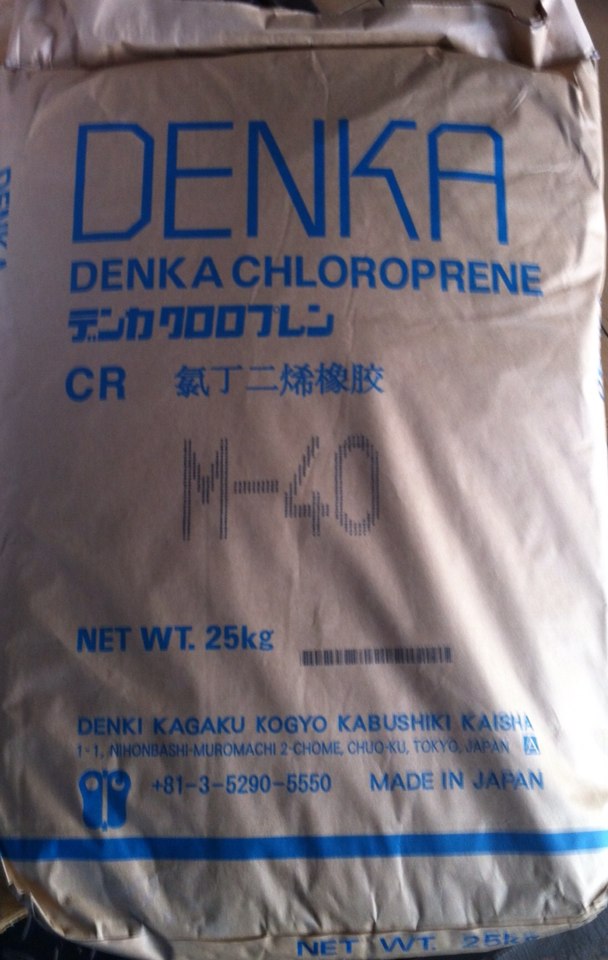 DENKA
DENKA CHLOROPRENE
デンカクロロプレン
CR 氯丁二烯橡胶
M-40
NET WT. 25kg
DENKI KAGAKU KOGYO KABUSHIKI KAISHA
1-1, NIHONBASHI-MUROMACHI 2-CHOME, CHUO-KU, TOKYO, JAPAN
+81-3-5290-5550 MADE IN JAPAN
NET WT. 25kg
DENKA